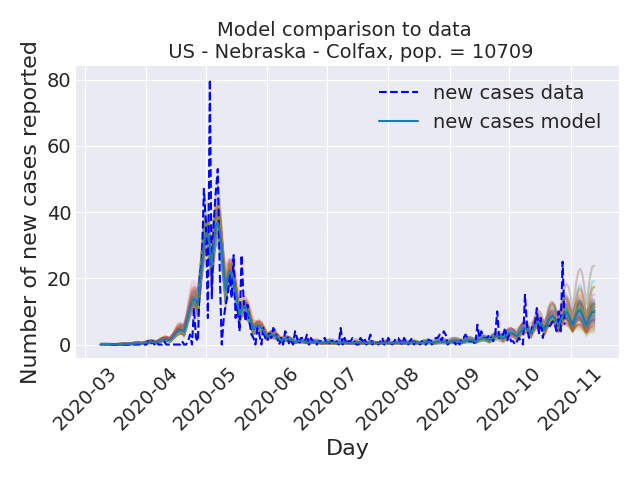 Model comparison to data
US - Nebraska - Colfax, pop. = 10709
Number of new cases reported
80
60
40
20
0
new cases data
new cases model
2020-03
2020-04
2020-05
2020-06
2020-07
2020-08
2020-09
2020-10
2020-11
Day